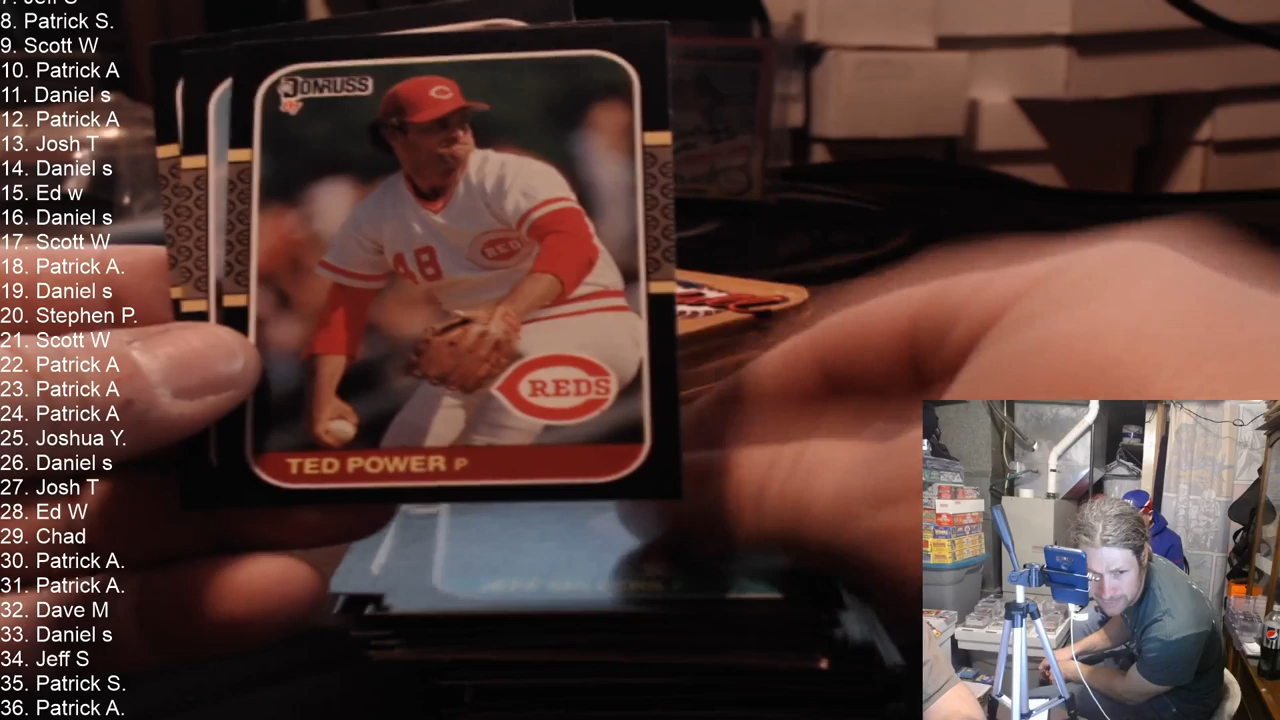 7. Jeff S
8. Patrick S.
9. Scott W
10. Patrick A
11. Daniel s
12. Patrick A
13. Josh T
14. Daniel s
15. Ed w
16. Daniel s
17. Scott W
18. Patrick A.
19. Daniel s
20. Stephen P.
21. Scott W
22. Patrick A
23. Patrick A
24. Patrick A
25. Joshua Y.
26. Daniel s
27. Josh T
28. Ed W
29. Chad
30. Patrick A.
31. Patrick A.
32. Dave M
33. Daniel s
34. Jeff S
35. Patrick S.
36. Patrick A.
DONRUSS
87
C
REDS
48
REDS
TED POWER P